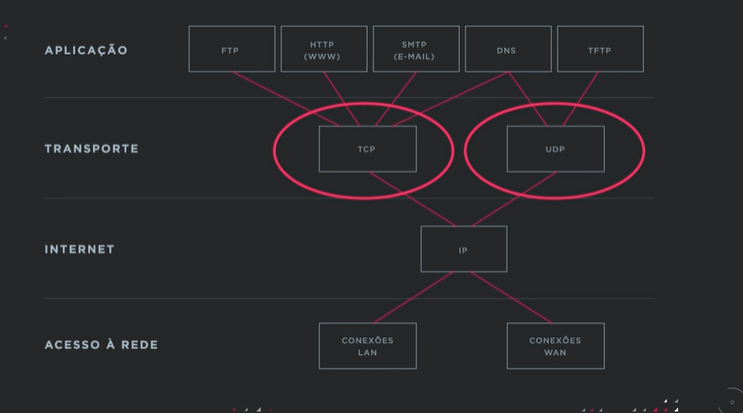 APLICAÇÃO
FTP
HTTP
(WWW)
SMTP
(E-MAIL)
DNS
TFTP
TRANSPORTE
TCP
UDP
INTERNET
IP
ACESSO À REDE
CONEXÕES
LAN
CONEXÕES
WAN